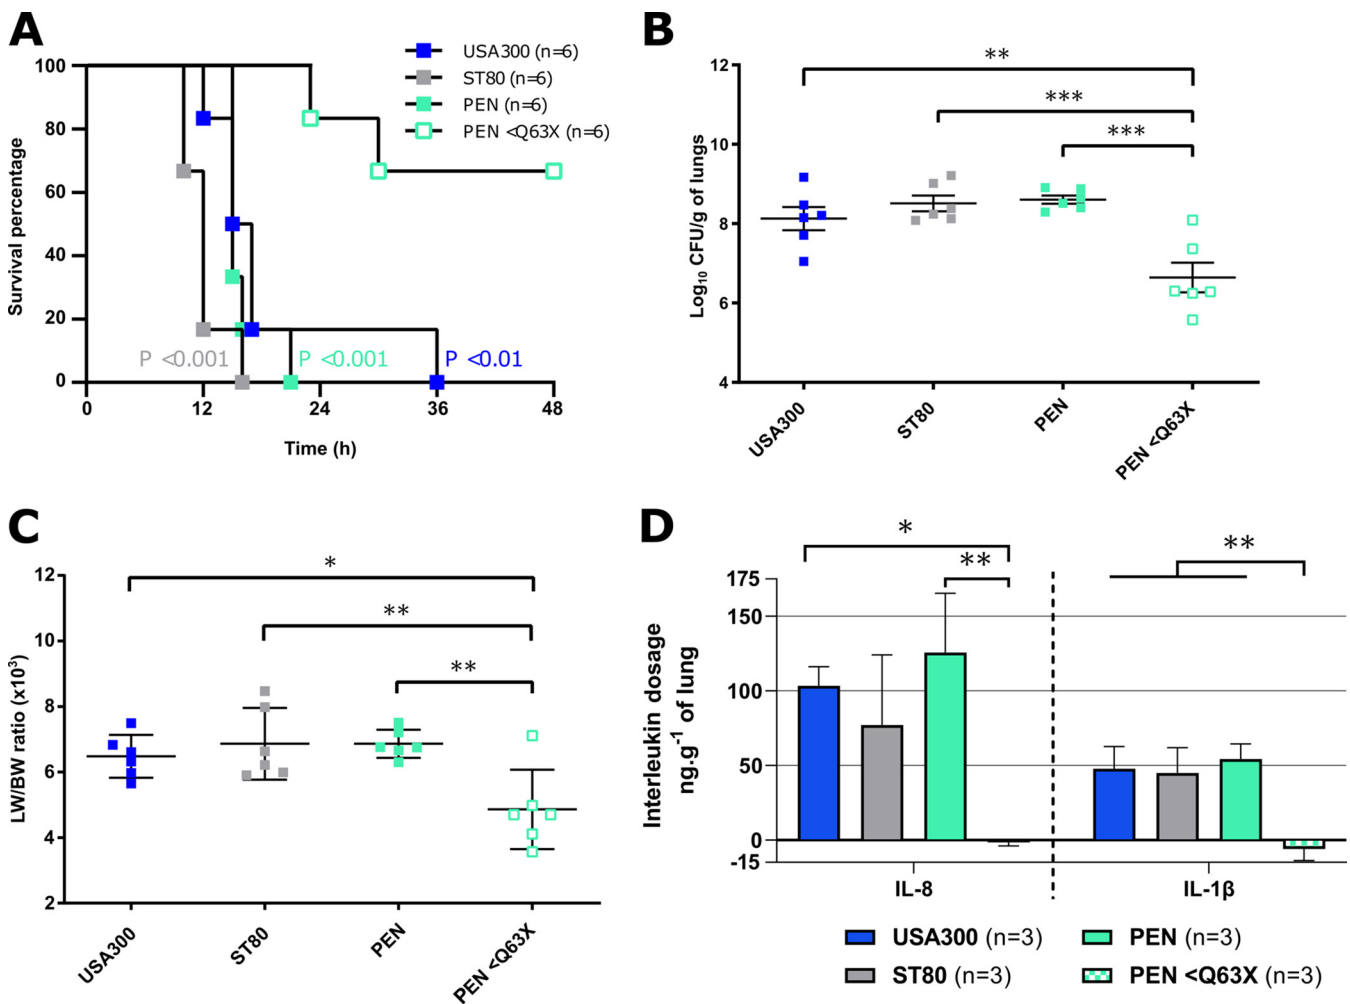 A
USA300 (n=6)
ST80 (n=6)
PEN (n=6)
PEN <Q63X (n=6)
Survival percentage
100
80
60
40
20
0
P <0.001
P <0.001
P <0.01
0 12 24 36 48
Time (h)
B
**
***
***
Log10 CFU/g of lungs
12
10
8
6
4
USA300
ST80
PEN
PEN <Q63X
C
*
**
**
LW/BW ratio (x10³)
12
10
8
6
4
2
USA300
ST80
PEN
PEN <Q63X
D
*
**
**
Interleukin dosage
ng.g⁻¹ of lung
175
150
100
50
0
-15
IL-8
IL-1β
USA300 (n=3)
PEN (n=3)
ST80 (n=3)
PEN <Q63X (n=3)